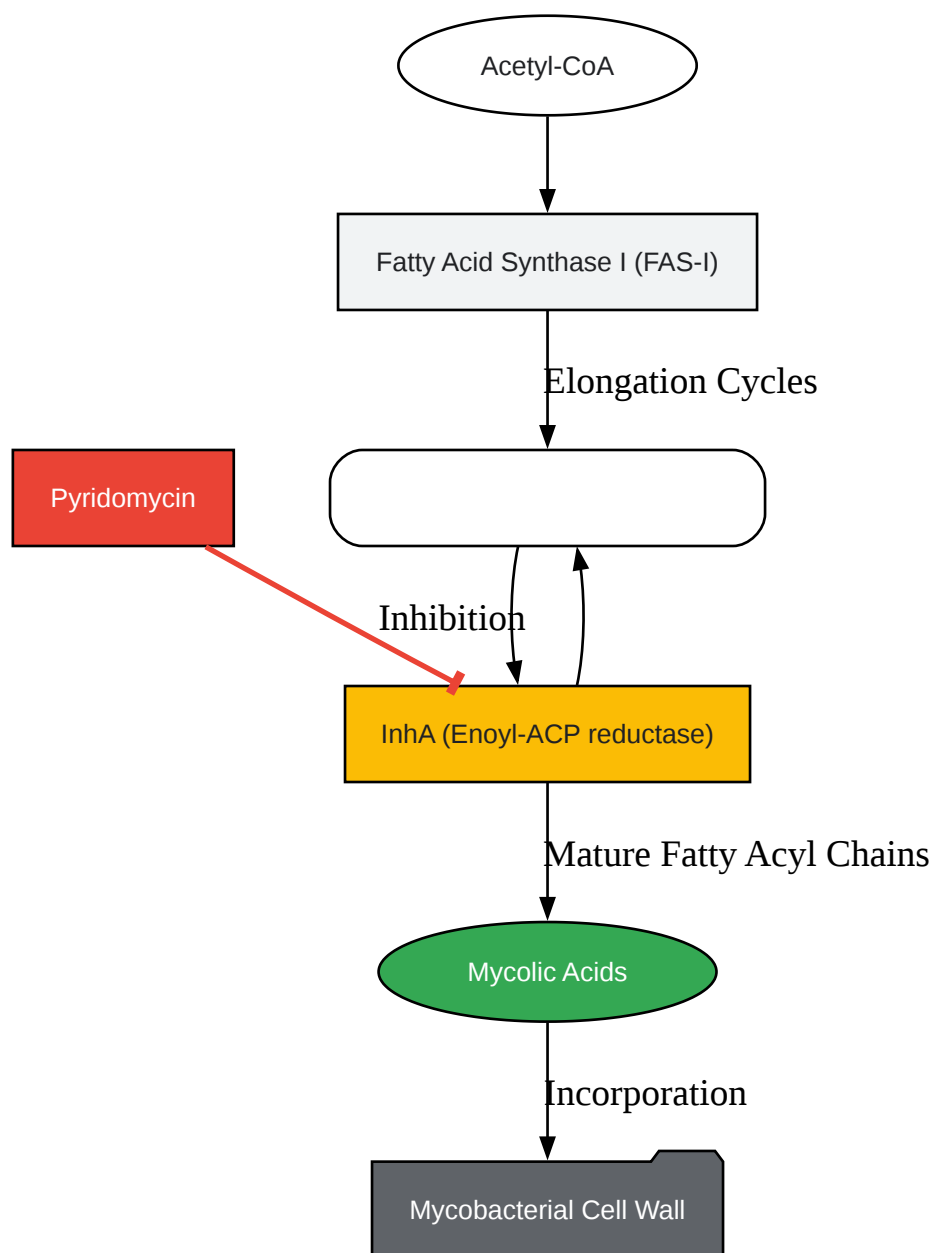 Acetyl-CoA
Fatty Acid Synthase I (FAS-I)
Elongation Cycles
Pyridomycin
Inhibition
InhA (Enoyl-ACP reductase)
Mature Fatty Acyl Chains
Mycolic Acids
Incorporation
Mycobacterial Cell Wall